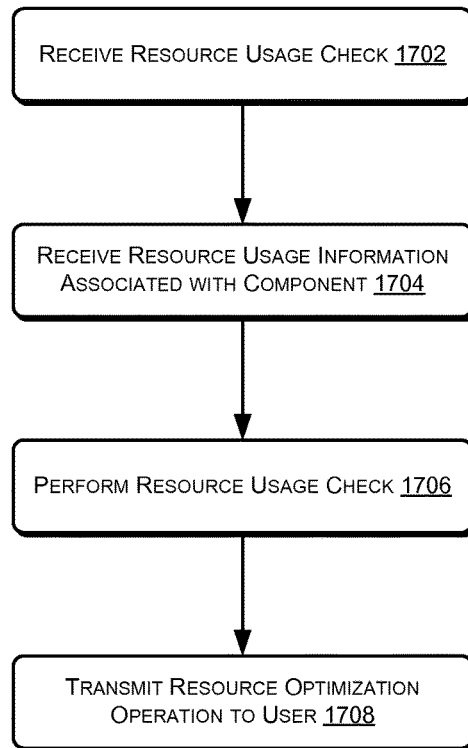 RECEIVE RESOURCE USAGE CHECK 1702
RECEIVE RESOURCE USAGE INFORMATION
ASSOCIATED WITH COMPONENT 1704
PERFORM RESOURCE USAGE CHECK 1706
TRANSMIT RESOURCE OPTIMIZATION
OPERATION TO USER 1708